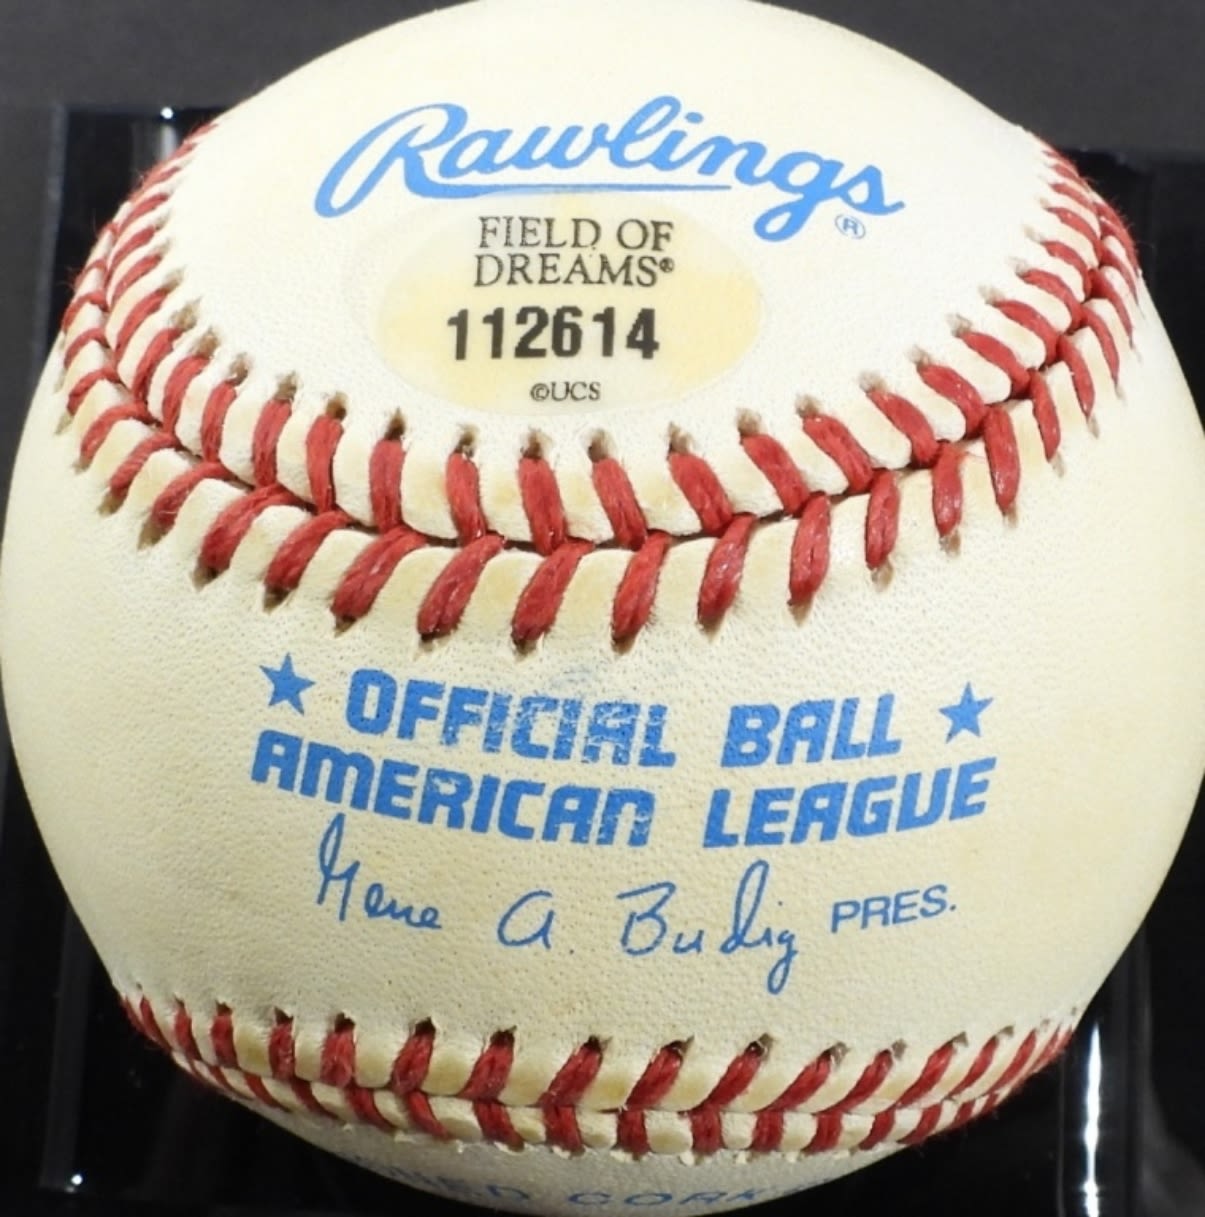 Rawlings®
FIELD OF
DREAMS®
112614
©UCS
★ OFFICIAL BALL ★
AMERICAN LEAGUE
Gene A. Budig PRES.